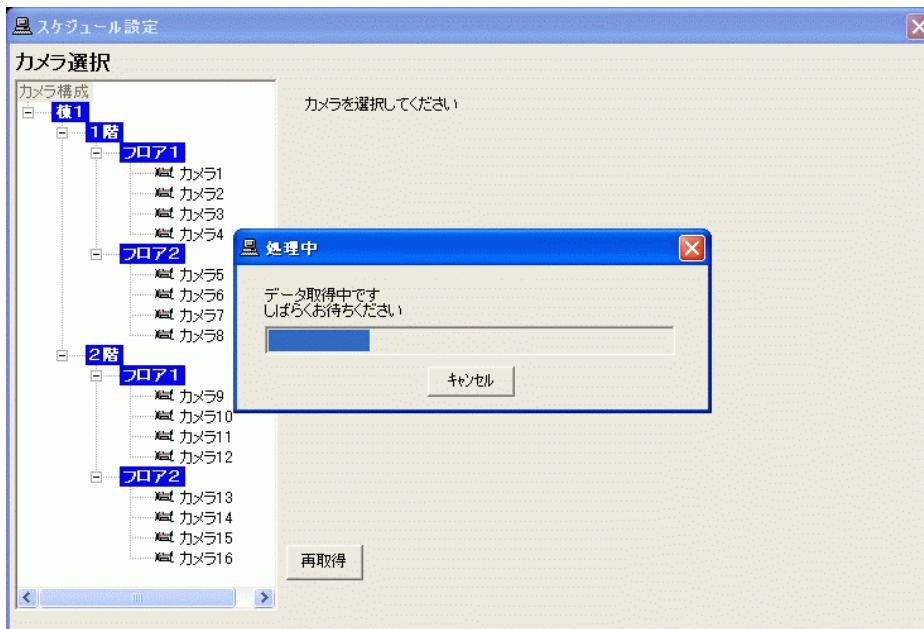 スケジュール設定
カメラ選択
カメラ構成
棟1
1階
フロア1
カメラ1
カメラ2
カメラ3
カメラ4
フロア2
カメラ5
カメラ6
カメラ7
カメラ8
2階
フロア1
カメラ9
カメラ10
カメラ11
カメラ12
フロア2
カメラ13
カメラ14
カメラ15
カメラ16
カメラを選択してください
処理中
データ取得中です
しばらくお待ちください
キャンセル
再取得